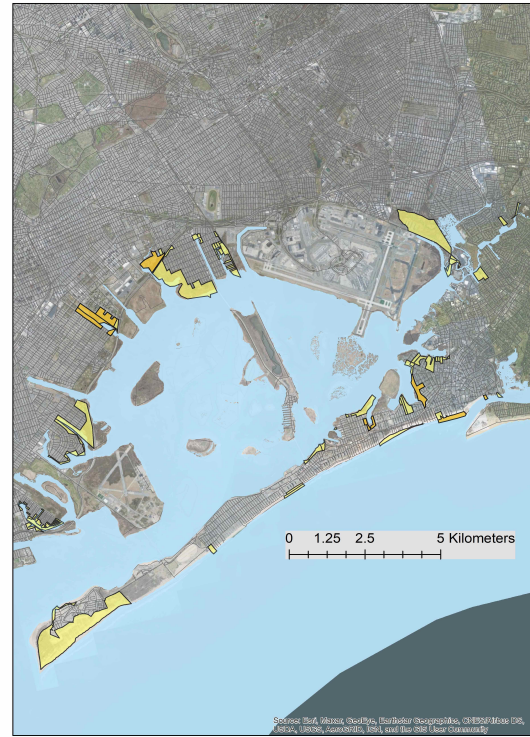 0 1.25 2.5 5 Kilometers
Source: Esri, Maxar, GeoEye, Earthstar Geographics, CNES/Airbus DS,
USDA, USGS, AeroGRID, IGN, and the GIS User Community